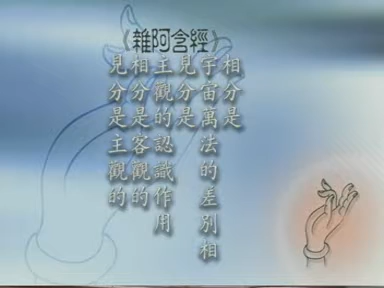 《雜阿含經》
相分是
宇宙萬法的差別相
見分是
主觀的認識作用
相分是客觀的
見分是主觀的